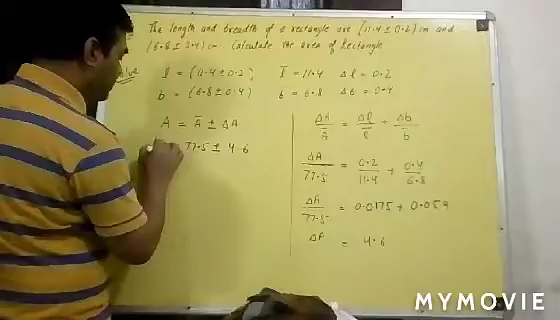 The length and breadth of a rectangle are (11.4 ± 0.2) cm and
(6.8 ± 0.4) cm. Calculate the area of Rectangle
l = (11.4 ± 0.2)
b = (6.8 ± 0.4)
l̅ = 11.4 Δl = 0.2
b = 6.8 Δb = 0.4
A = A̅ ± ΔA
77.5 ± 4.6
ΔA/A̅ = Δl/l̅ + Δb/b̅
ΔA/77.5 = 0.2/11.4 + 0.4/6.8
ΔA/77.5 = 0.0175 + 0.059
ΔA = 4.6
MYMOVIE